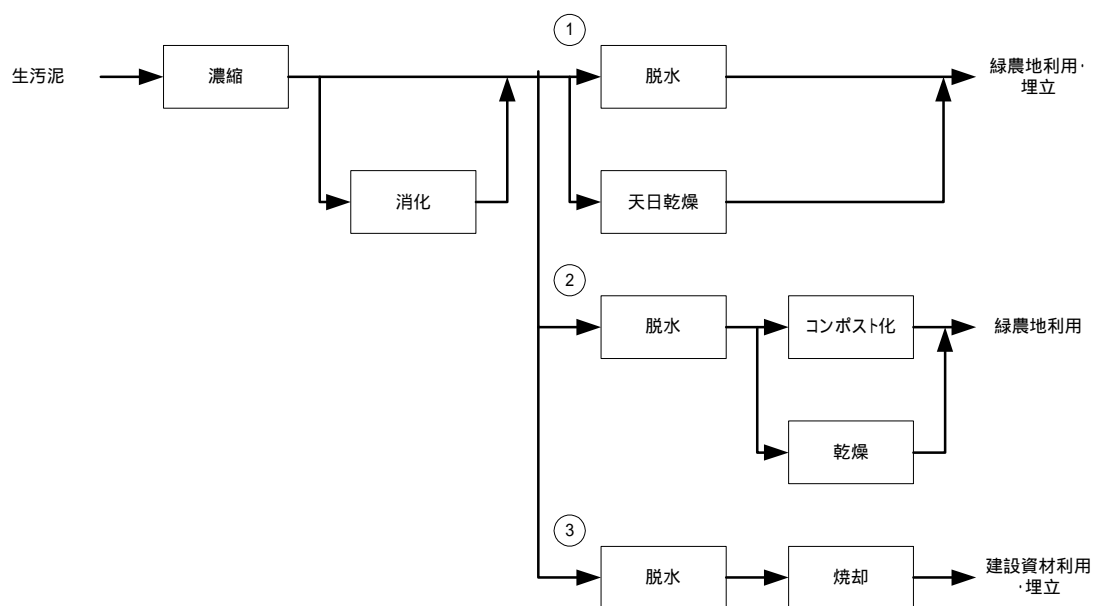 ①
生汚泥
濃縮
脱水
緑農地利用・
埋立
消化
天日乾燥
②
脱水
コンポスト化
緑農地利用
乾燥
③
脱水
焼却
建設資材利用
・埋立